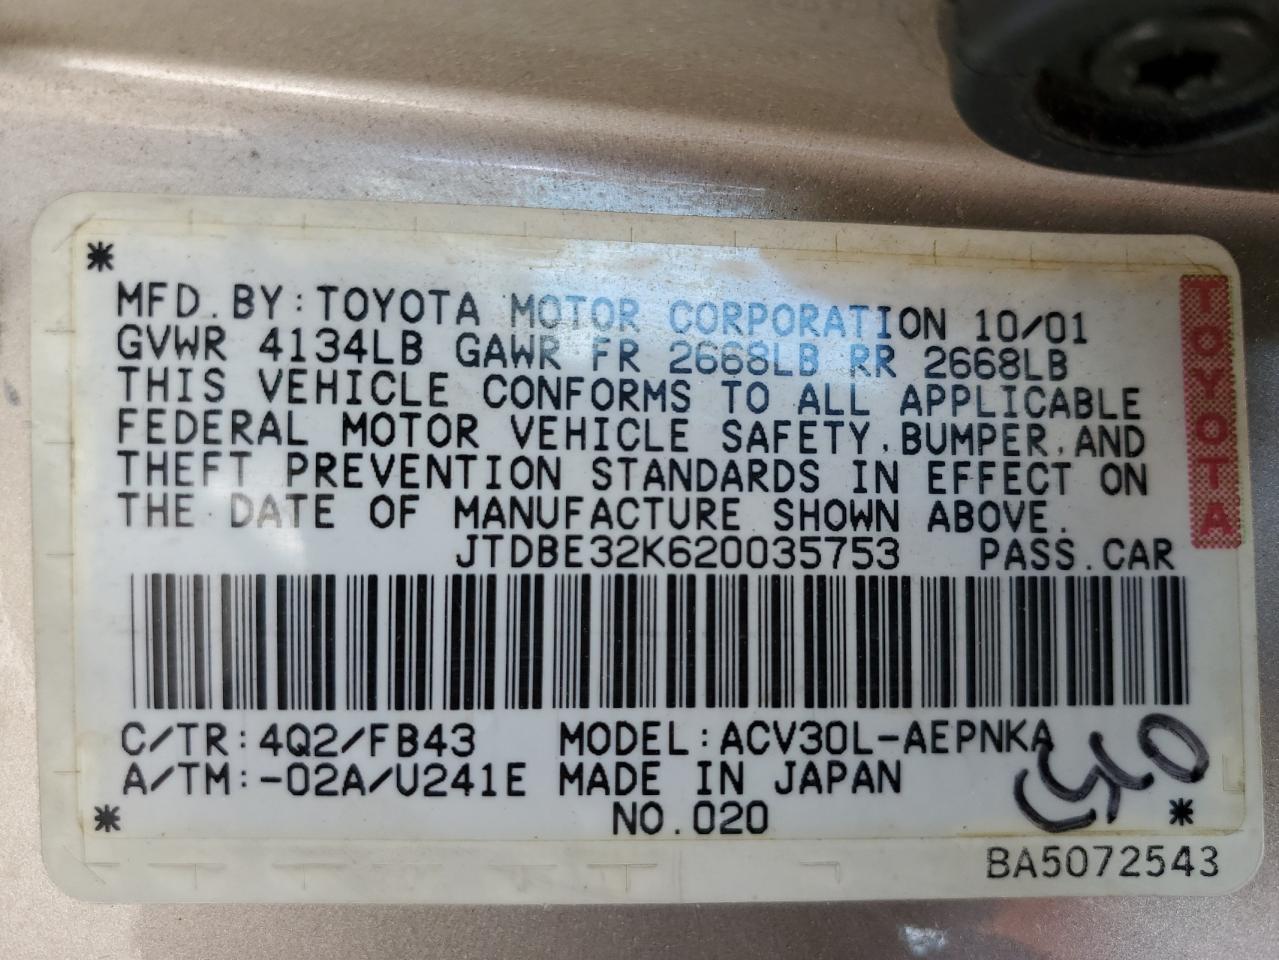 MFD.BY:TOYOTA MOTOR CORPORATION 10/01
GVWR 4134LB GAWR FR 2668LB RR 2668LB
THIS VEHICLE CONFORMS TO ALL APPLICABLE
FEDERAL MOTOR VEHICLE SAFETY,BUMPER,AND
THEFT PREVENTION STANDARDS IN EFFECT ON
THE DATE OF MANUFACTURE SHOWN ABOVE.
JTDBE32K620035753 PASS.CAR
C/TR:4Q2/FB43 MODEL:ACV30L-AEPNKA
A/TM:-02A/U241E MADE IN JAPAN
NO.020
BA5072543
TOYOTA